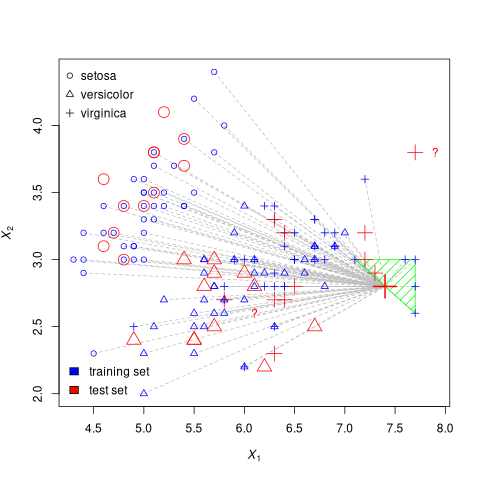 setosa
versicolor
virginica
?
?
training set
test set
4.0
3.5
3.0
2.5
2.0
X2
4.5 5.0 5.5 6.0 6.5 7.0 7.5 8.0
X1